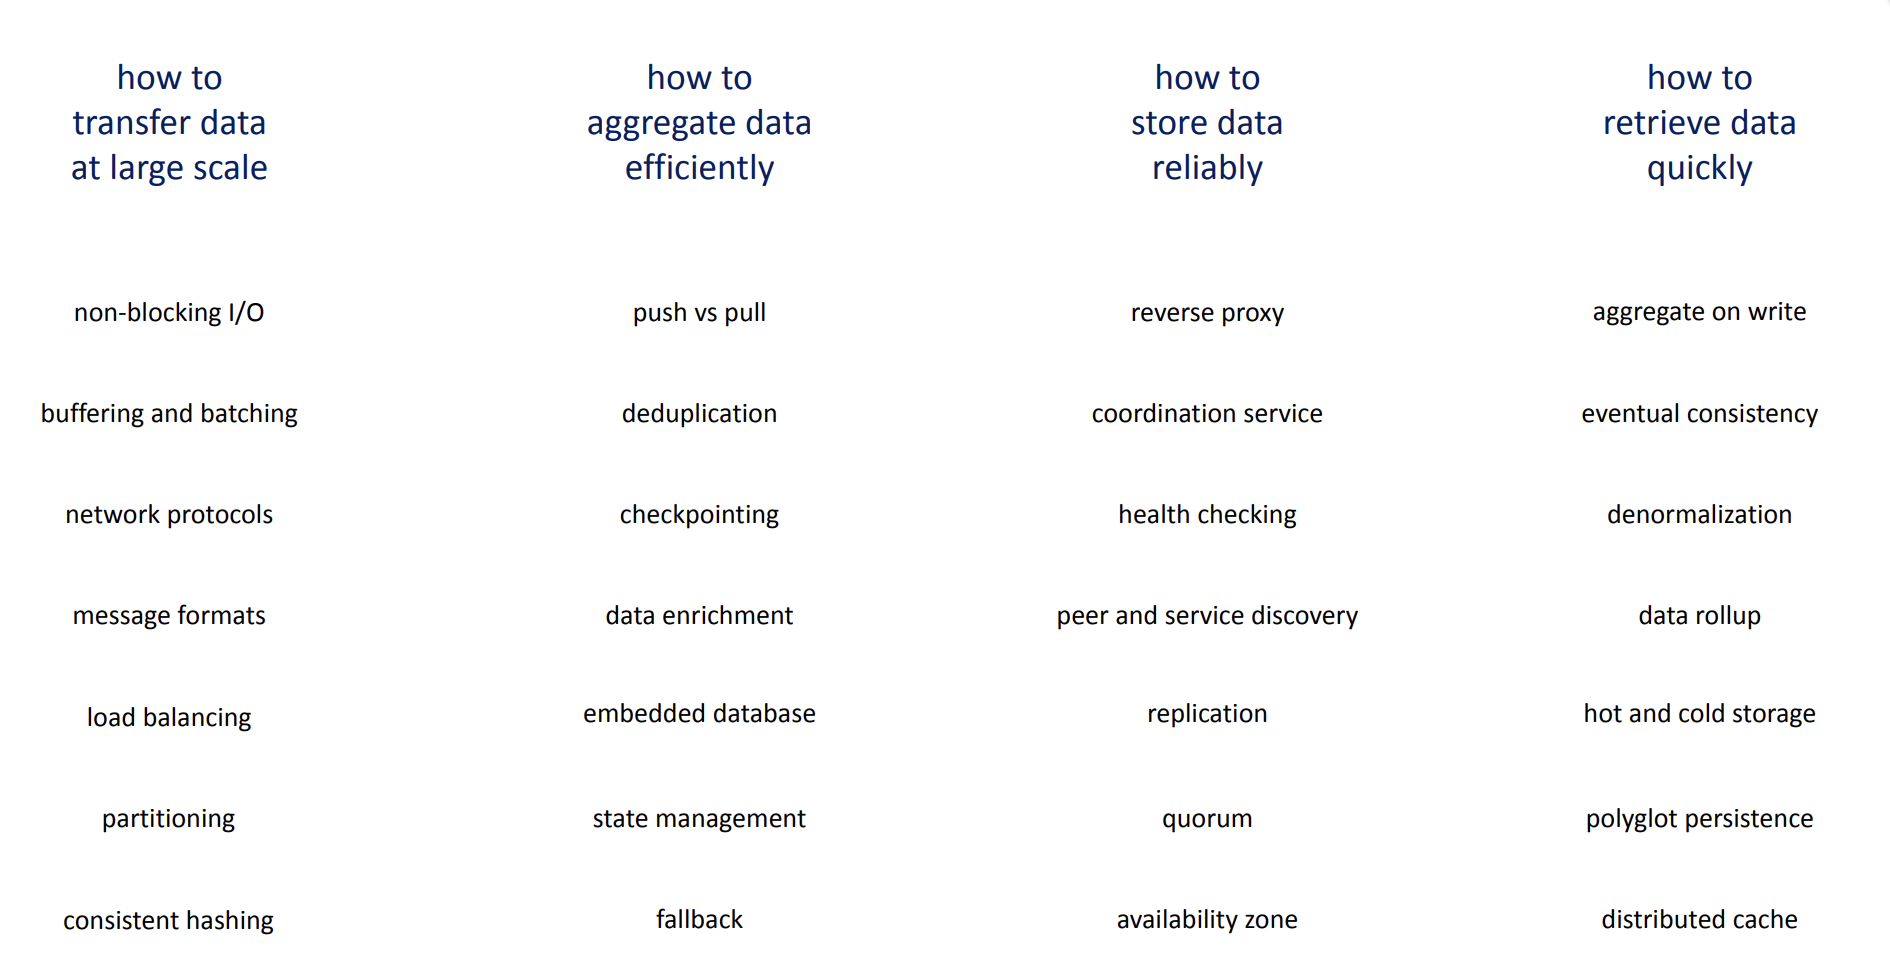 how to
transfer data
at large scale
how to
aggregate data
efficiently
how to
store data
reliably
how to
retrieve data
quickly
non-blocking I/O
push vs pull
reverse proxy
aggregate on write
buffering and batching
deduplication
coordination service
eventual consistency
network protocols
checkpointing
health checking
denormalization
message formats
data enrichment
peer and service discovery
data rollup
load balancing
embedded database
replication
hot and cold storage
partitioning
state management
quorum
polyglot persistence
consistent hashing
fallback
availability zone
distributed cache